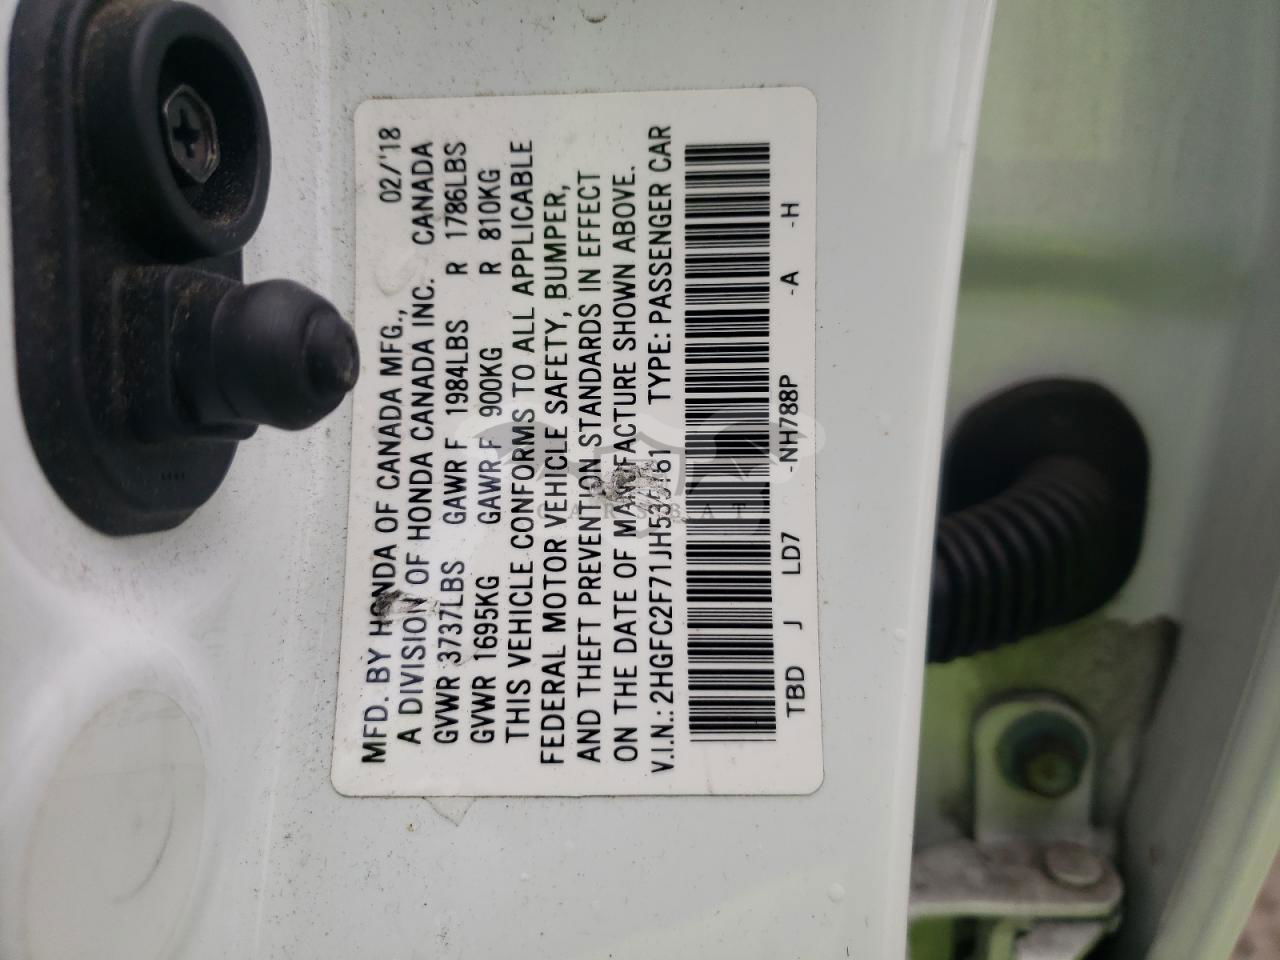 MFD. BY HONDA OF CANADA MFG., 02/'18
A DIVISION OF HONDA CANADA INC. CANADA
GVWR 3737LBS GAWR F 1984LBS R 1786LBS
GVWR 1695KG GAWR F 900KG R 810KG
THIS VEHICLE CONFORMS TO ALL APPLICABLE
FEDERAL MOTOR VEHICLE SAFETY, BUMPER,
AND THEFT PREVENTION STANDARDS IN EFFECT
ON THE DATE OF MANUFACTURE SHOWN ABOVE.
V.I.N.: TYPE: PASSENGER CAR
TBD J LD7 -NH788P -A -H